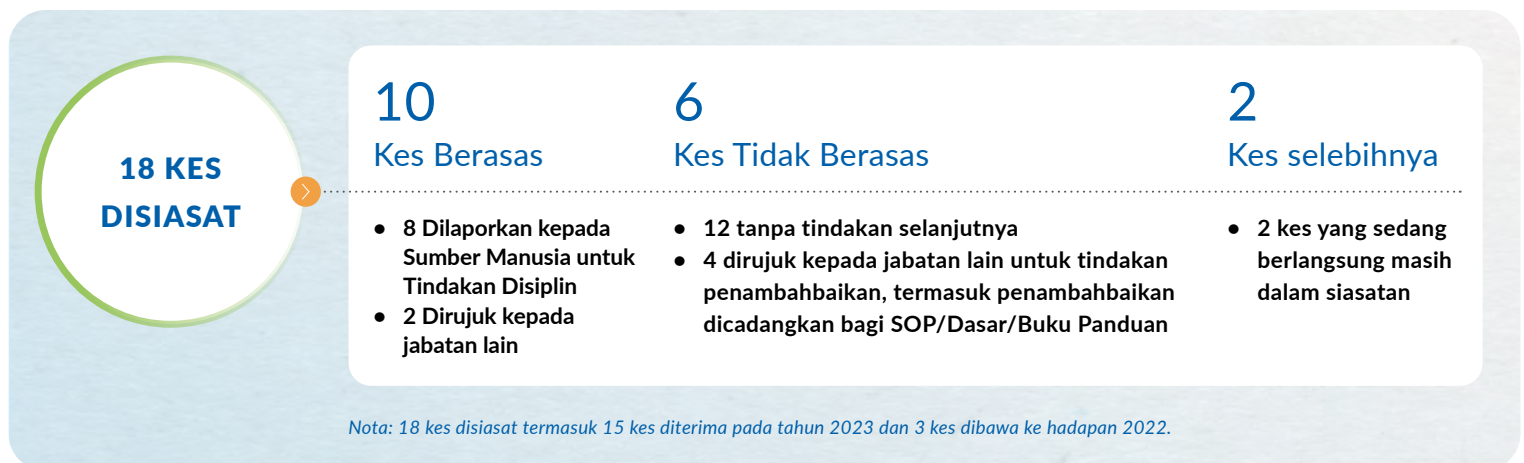 18 KES
DISIASAT
10
Kes Berasas
• 8 Dilaporkan kepada
Sumber Manusia untuk
Tindakan Disiplin
• 2 Dirujuk kepada
jabatan lain
6
Kes Tidak Berasas
• 12 tanpa tindakan selanjutnya
• 4 dirujuk kepada jabatan lain untuk tindakan
penambahbaikan, termasuk penambahbaikan
dicadangkan bagi SOP/Dasar/Buku Panduan
2
Kes selebihnya
• 2 kes yang sedang
berlangsung masih
dalam siasatan
Nota: 18 kes disiasat termasuk 15 kes diterima pada tahun 2023 dan 3 kes dibawa ke hadapan 2022.